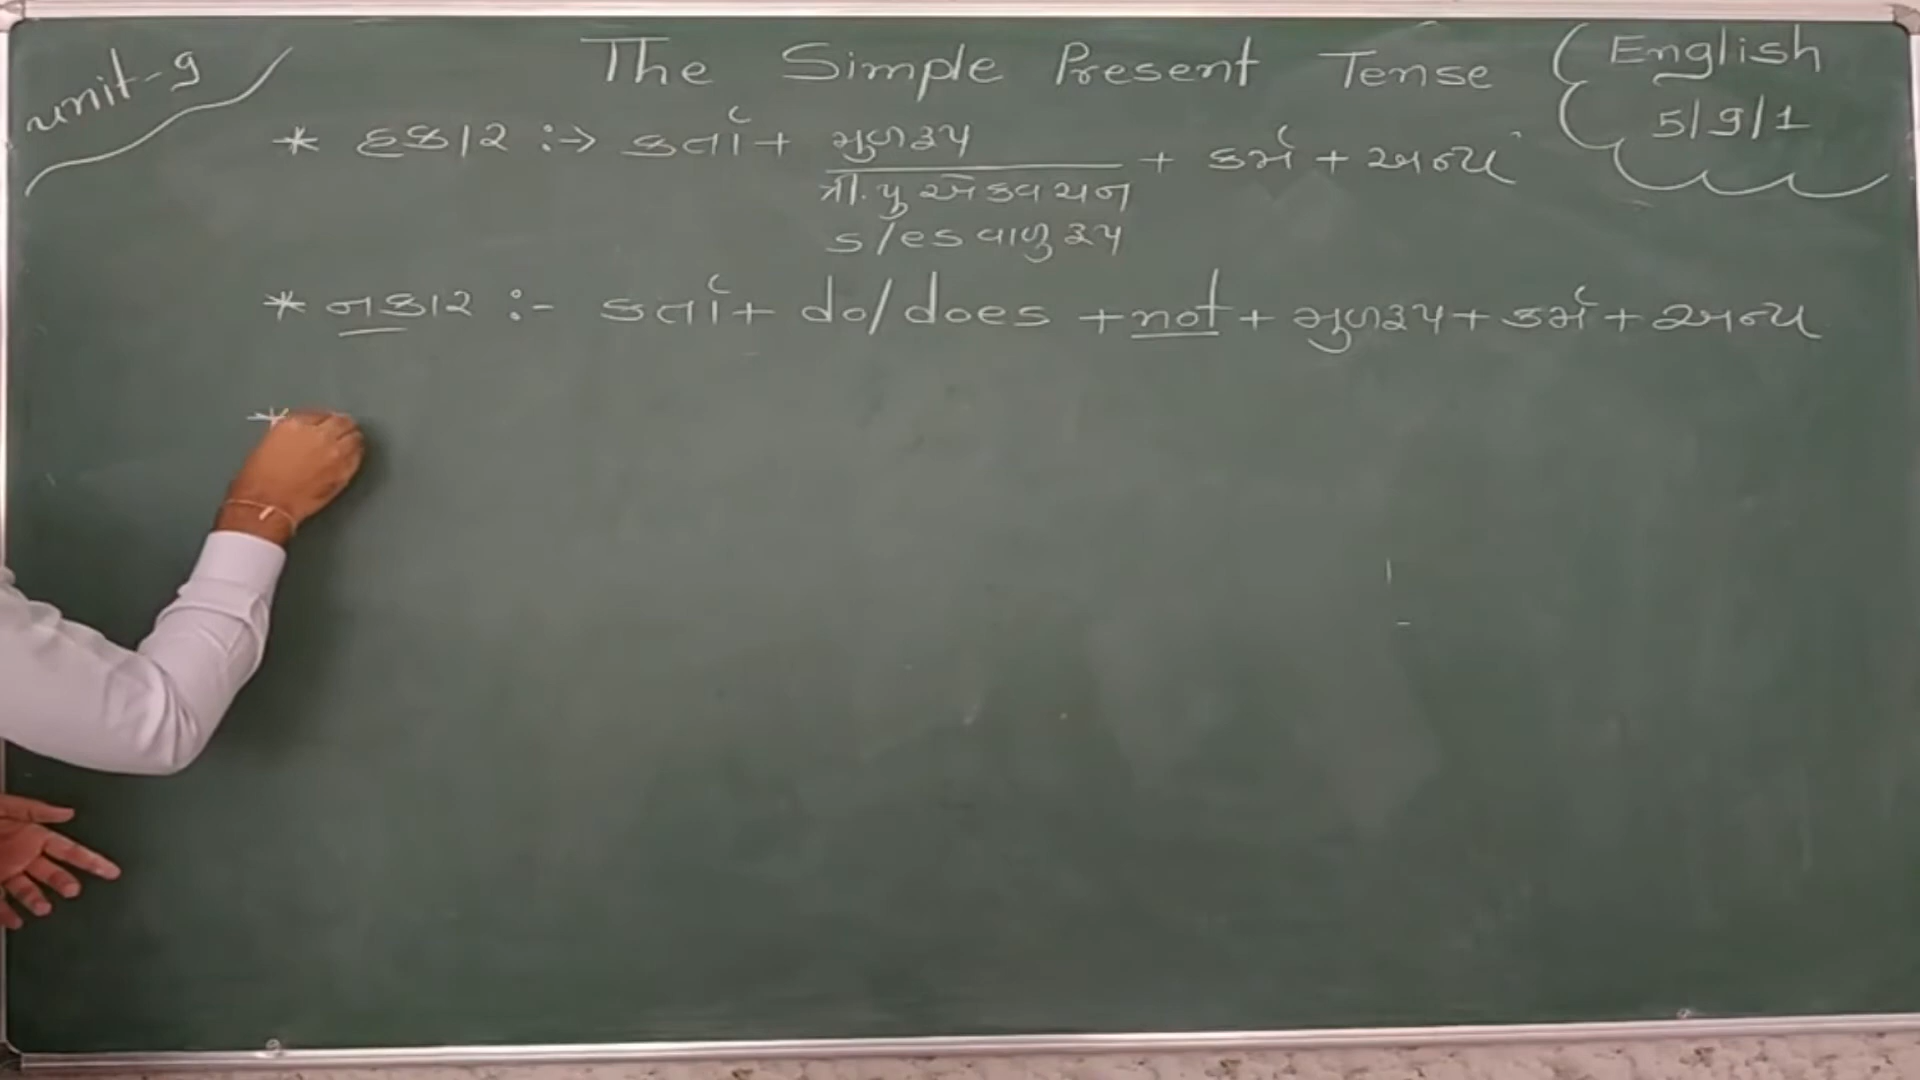 unit-9
The Simple Present Tense
English
5/9/1
* હકાર :→ કર્તા + મુળરૂપ + કર્મ + અન્ય
ત્રી. પુ એકવચન
s/es વાળુ રૂપ
* નકાર :- કર્તા + do/does + not + મુળરૂપ + કર્મ + અન્ય
*